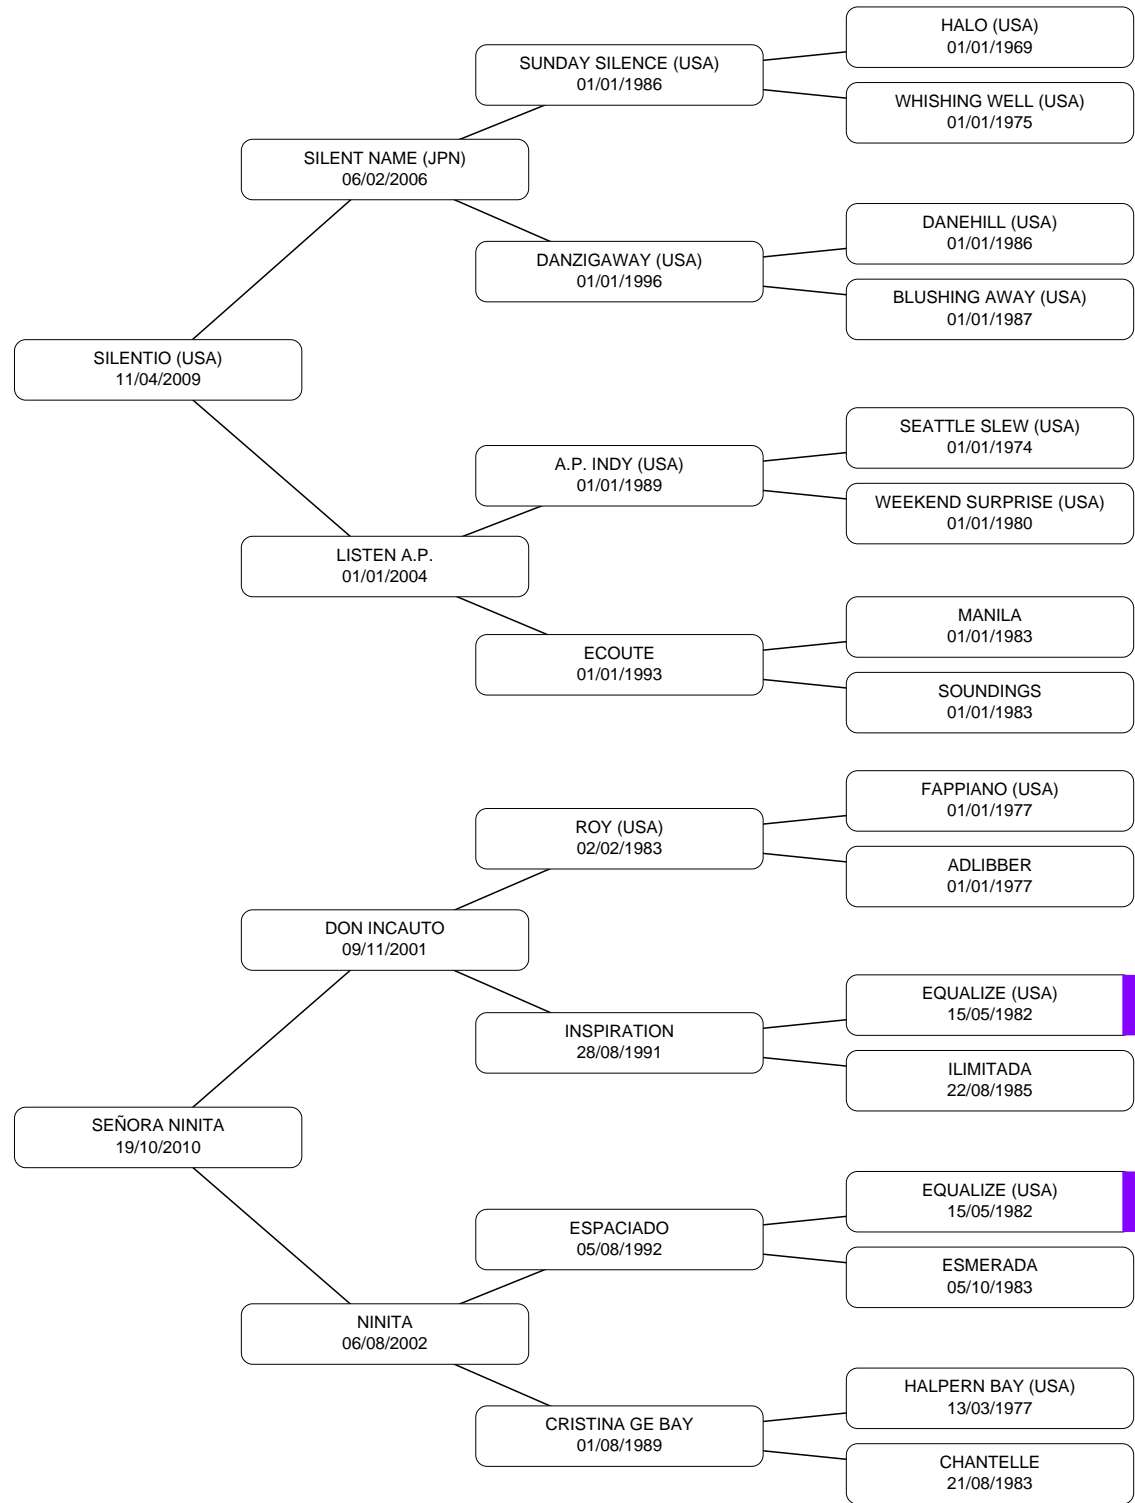 HALO (USA)
01/01/1969
SUNDAY SILENCE (USA)
01/01/1986
WHISHING WELL (USA)
01/01/1975
SILENT NAME (JPN)
06/02/2006
DANEHILL (USA)
01/01/1986
DANZIGAWAY (USA)
01/01/1996
BLUSHING AWAY (USA)
01/01/1987
SILENTIO (USA)
11/04/2009
SEATTLE SLEW (USA)
01/01/1974
A.P. INDY (USA)
01/01/1989
WEEKEND SURPRISE (USA)
01/01/1980
LISTEN A.P.
01/01/2004
MANILA
01/01/1983
ECOUTE
01/01/1993
SOUNDINGS
01/01/1983
FAPPIANO (USA)
01/01/1977
ROY (USA)
02/02/1983
ADLIBBER
01/01/1977
DON INCAUTO
09/11/2001
EQUALIZE (USA)
15/05/1982
INSPIRATION
28/08/1991
ILIMITADA
22/08/1985
SEÑORA NINITA
19/10/2010
EQUALIZE (USA)
15/05/1982
ESPACIADO
05/08/1992
ESMERADA
05/10/1983
NINITA
06/08/2002
HALPERN BAY (USA)
13/03/1977
CRISTINA GE BAY
01/08/1989
CHANTELLE
21/08/1983